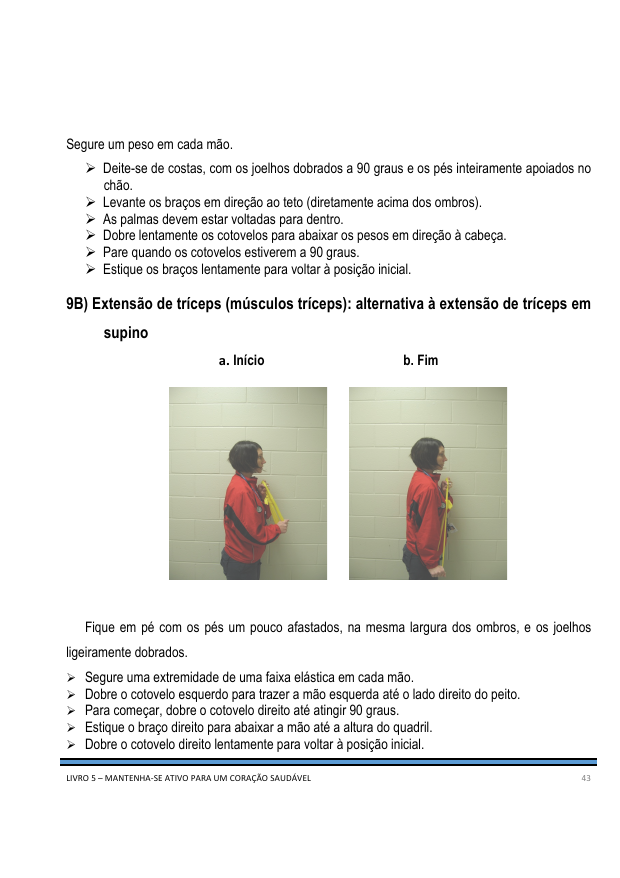 Segure um peso em cada mão.
➢ Deite-se de costas, com os joelhos dobrados a 90 graus e os pés inteiramente apoiados no
chão.
➢ Levante os braços em direção ao teto (diretamente acima dos ombros).
➢ As palmas devem estar voltadas para dentro.
➢ Dobre lentamente os cotovelos para abaixar os pesos em direção à cabeça.
➢ Pare quando os cotovelos estiverem a 90 graus.
➢ Estique os braços lentamente para voltar à posição inicial.
9B) Extensão de tríceps (músculos tríceps): alternativa à extensão de tríceps em
supino
a. Início b. Fim
Fique em pé com os pés um pouco afastados, na mesma largura dos ombros, e os joelhos
ligeiramente dobrados.
➢ Segure uma extremidade de uma faixa elástica em cada mão.
➢ Dobre o cotovelo esquerdo para trazer a mão esquerda até o lado direito do peito.
➢ Para começar, dobre o cotovelo direito até atingir 90 graus.
➢ Estique o braço direito para abaixar a mão até a altura do quadril.
➢ Dobre o cotovelo direito lentamente para voltar à posição inicial.
LIVRO 5 – MANTENHA-SE ATIVO PARA UM CORAÇÃO SAUDÁVEL 43